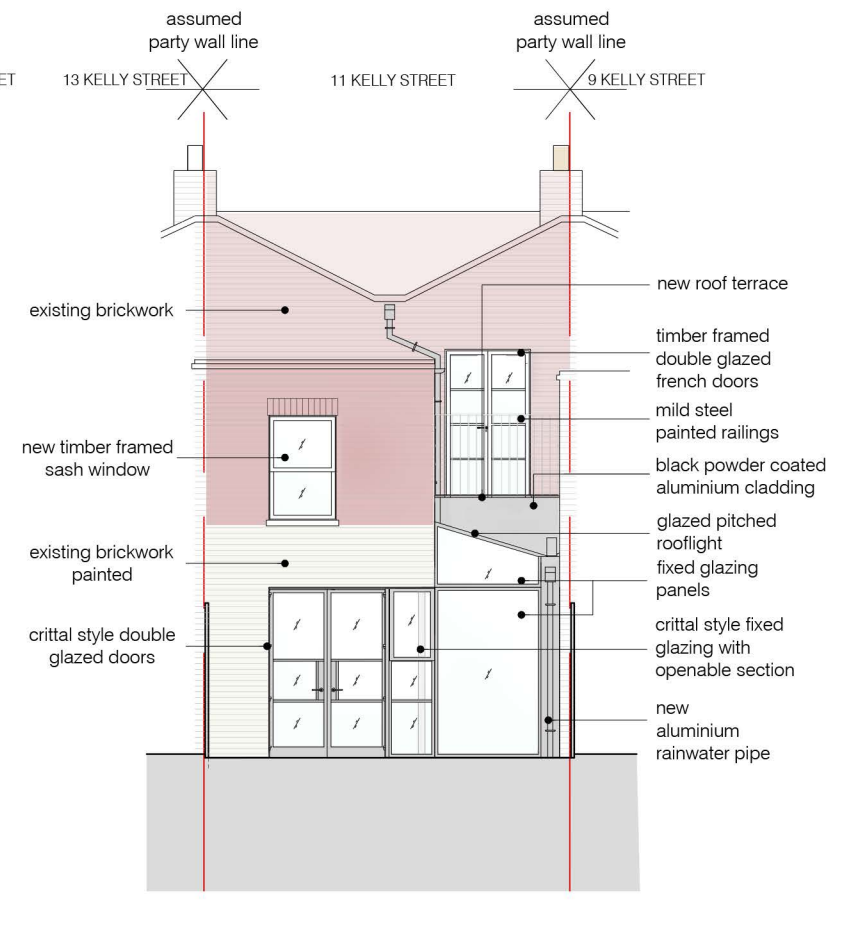 assumed
party wall line
assumed
party wall line
ET
13 KELLY STREET
11 KELLY STREET
9 KELLY STREET
existing brickwork
new timber framed
sash window
existing brickwork
painted
crittal style double
glazed doors
new roof terrace
timber framed
double glazed
french doors
mild steel
painted railings
black powder coated
aluminium cladding
glazed pitched
rooflight
fixed glazing
panels
crittal style fixed
glazing with
openable section
new
aluminium
rainwater pipe